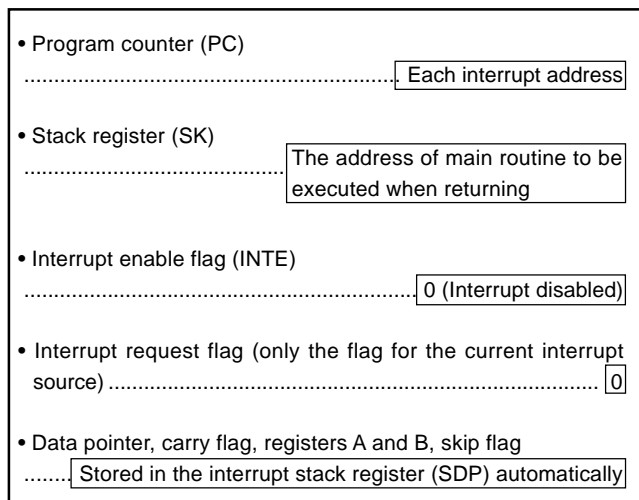 • Program counter (PC)
............................................................... Each interrupt address
• Stack register (SK)
The address of main routine to be
............................................
executed when returning
• Interrupt enable flag (INTE)
.................................................................. 0 (Interrupt disabled)
• Interrupt request flag (only the flag for the current interrupt
source) ................................................................................. 0
• Data pointer, carry flag, registers A and B, skip flag
........ Stored in the interrupt stack register (SDP) automatically